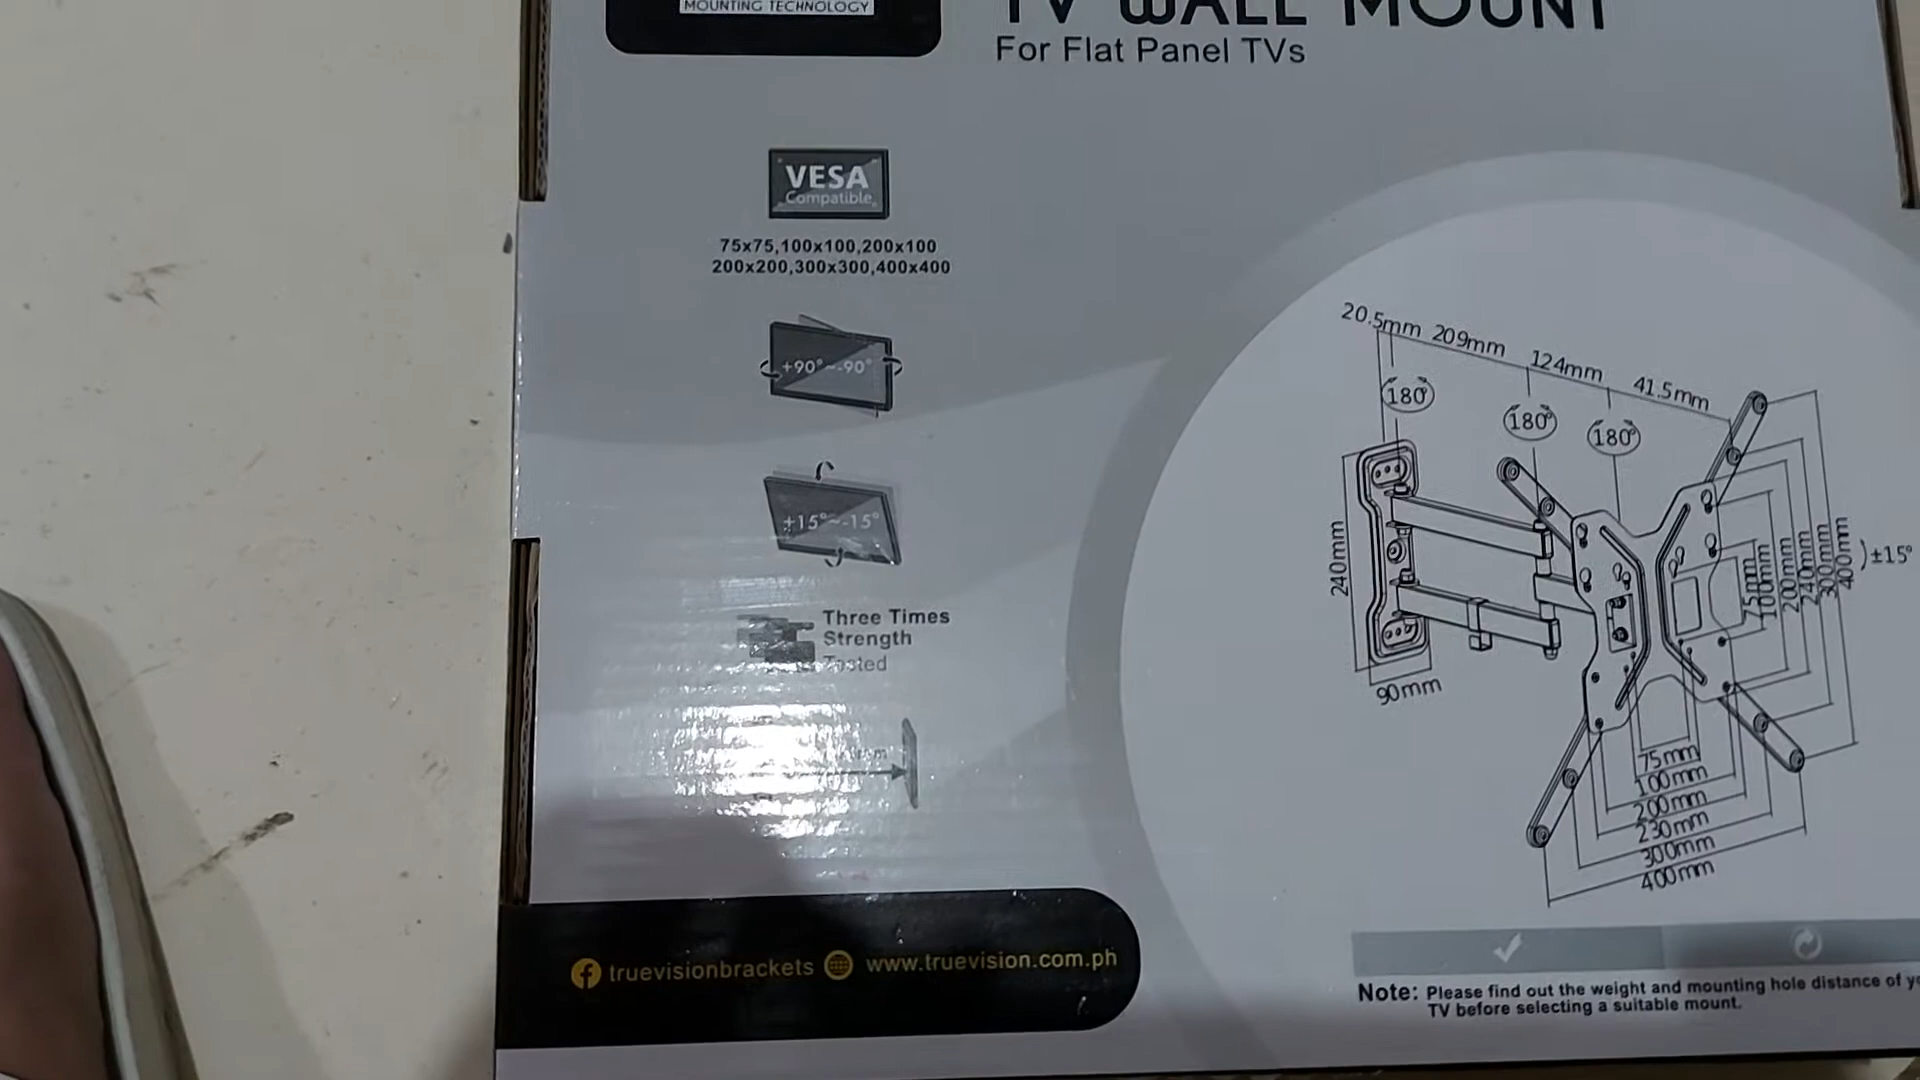 MOUNTING TECHNOLOGY
TV WALL MOUNT
For Flat Panel TVs
VESA
Compatible
75x75,100x100,200x100
200x200,300x300,400x400
+90°~-90°
+15°~-15°
Three Times
Strength
Tested
20.5mm 209mm 124mm 41.5mm
180° 180° 180°
240mm
90mm
75mm
100mm
200mm
240mm
300mm
400mm
±15°
75mm
100mm
200mm
230mm
300mm
400mm
truevisionbrackets www.truevision.com.ph
Note: Please find out the weight and mounting hole distance of
TV before selecting a suitable mount.